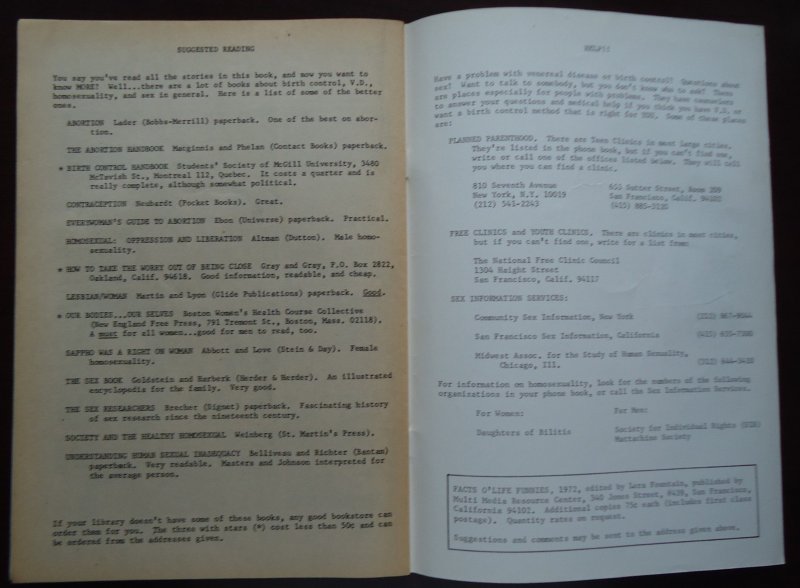 SUGGESTED READING
You say you've read all the stories in this book, and now you want to
know MORE? Well...there are a lot of books about birth control, V.D.,
homosexuality, and sex in general. Here is a list of some of the better
ones.
ABORTION Lader (Bobbs-Merrill) paperback. One of the best on abor-
tion.
THE ABORTION HANDBOOK Macginnis and Phelan (Contact Books) paperback.
* BIRTH CONTROL HANDBOOK Students' Society of McGill University, 3480
McTavish St., Montreal 112, Quebec. It costs a quarter and is
really complete, although somewhat political.
CONTRACEPTION Neubardt (Pocket Books). Great.
EVERYWOMAN'S GUIDE TO ABORTION Ebon (Universe) paperback. Practical.
HOMOSEXUAL: OPPRESSION AND LIBERATION Altman (Dutton). Male homo-
sexuality.
* HOW TO TAKE THE WORRY OUT OF BEING CLOSE Gray and Gray, P.O. Box 2822,
Oakland, Calif. 94618. Good information, readable, and cheap.
LESBIAN/WOMAN Martin and Lyon (Glide Publications) paperback. Good.
* OUR BODIES...OUR SELVES Boston Women's Health Course Collective
(New England Free Press, 791 Tremont St., Boston, Mass. 02118).
A must for all women...good for men to read, too.
SAPPHO WAS A RIGHT ON WOMAN Abbott and Love (Stein & Day). Female
homosexuality.
THE SEX BOOK Goldstein and Harberk (Herder & Herder). An illustrated
encyclopedia for the family. Very good.
THE SEX RESEARCHERS Brecher (Signet) paperback. Fascinating history
of sex research since the nineteenth century.
SOCIETY AND THE HEALTHY HOMOSEXUAL Weinberg (St. Martin's Press).
UNDERSTANDING HUMAN SEXUAL INADEQUACY Belliveau and Richter (Bantam)
paperback. Very readable. Masters and Johnson interpreted for
the average person.
If your library doesn't have some of these books, any good bookstore can
order them for you. The three with stars (*) cost less than 50¢ and can
be ordered from the addresses given.
HELP!!
Have a problem with venereal disease or birth control? Questions about
sex? Want to talk to somebody, but you don't know who to ask? There
are places especially for people with problems. They have counselors
to answer your questions and medical help if you think you have V.D. or
want a birth control method that is right for YOU. Some of these places
are:
PLANNED PARENTHOOD. There are Teen Clinics in most large cities.
They're listed in the phone book, but if you can't find one,
write or call one of the offices listed below. They will tell
you where you can find a clinic.
810 Seventh Avenue
New York, N.Y. 10019
(212) 541-2243
Sutter Street, Room
San Francisco, Calif. 94102
(415)
FREE CLINICS and YOUTH CLINICS. There are clinics in most cities,
but if you can't find one, write for a list from:
The National Free Clinic Council
1304 Haight Street
San Francisco, Calif. 94117
SEX INFORMATION SERVICES:
Community Sex Information, New York
San Francisco Sex Information, California (415)
Midwest Assoc. for the Study of Human Sexuality,
Chicago, Ill.
For information on homosexuality, look for the numbers of the following
organizations in your phone book, or call the Sex Information Services.
For Women:
Daughters of Bilitis
For Men:
Society for Individual Rights (SIR)
Mattachine Society
FACTS O'LIFE FUNNIES, 1972, edited by Lora Fountain, published by
Multi Media Resource Center, 540 Jones Street, #439, San Francisco,
California 94102. Additional copies 75¢ each (includes first class
postage). Quantity rates on request.
Suggestions and comments may be sent to the address given above.